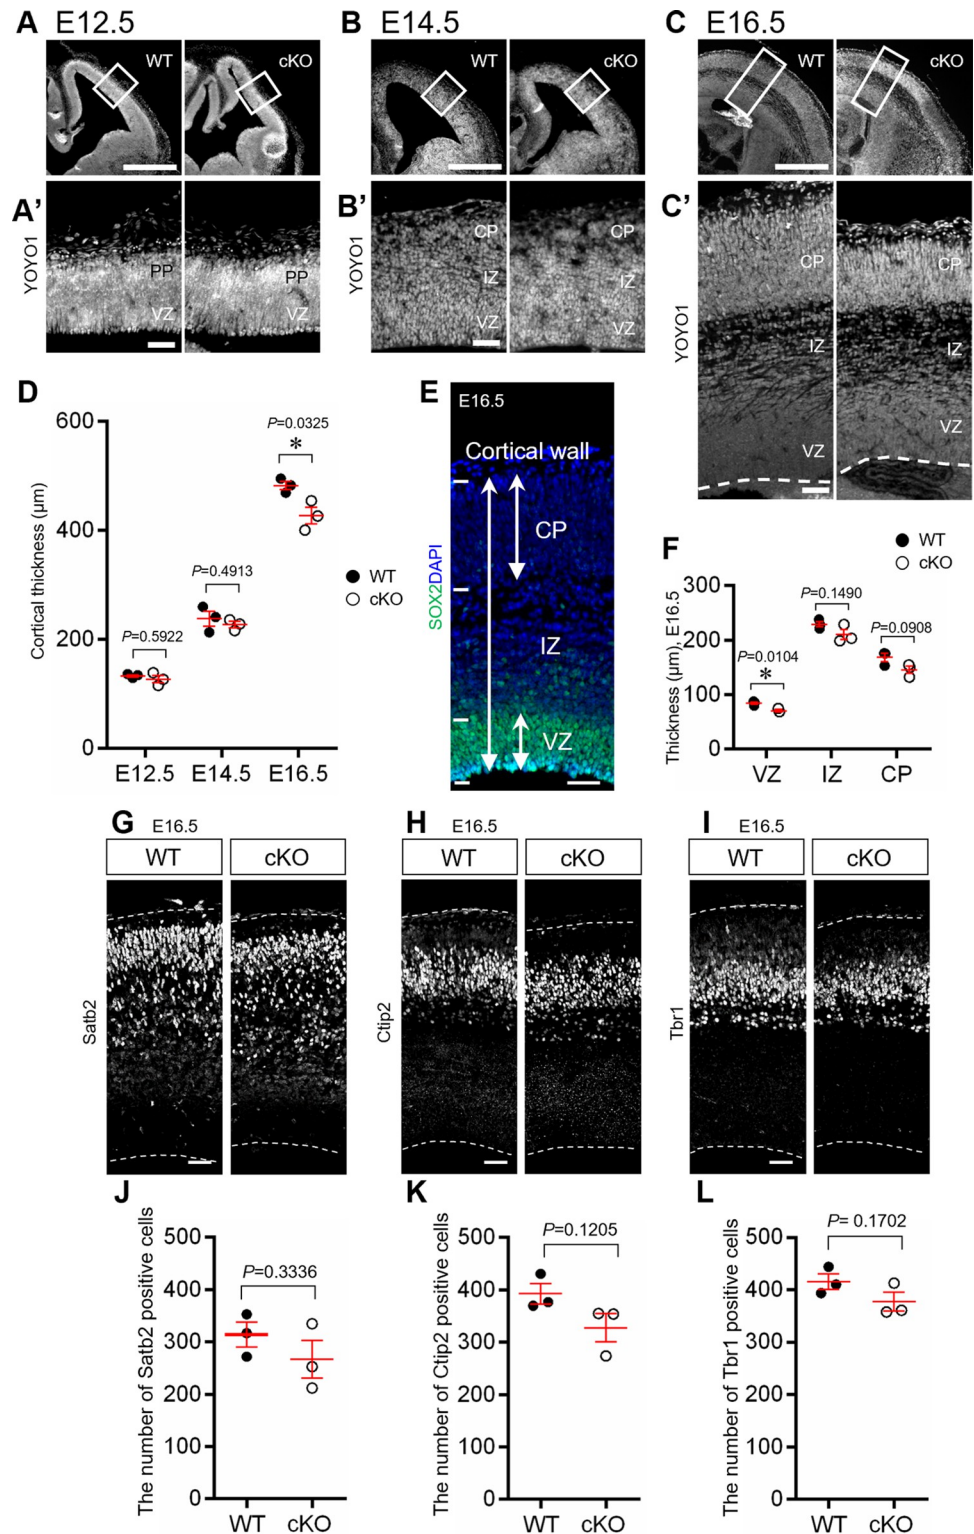 A E12.5
B E14.5
C E16.5
WT
cKO
WT
cKO
WT
cKO
A'
B'
C'
YOYO1
PP
VZ
PP
VZ
YOYO1
CP
IZ
VZ
CP
IZ
VZ
YOYO1
CP
IZ
VZ
CP
IZ
VZ
D
Cortical thickness (µm)
600
400
200
0
P=0.5922
P=0.4913
P=0.0325
*
E12.5
E14.5
E16.5
WT
cKO
E
E16.5
Cortical wall
CP
IZ
VZ
SOX2DAPI
F
WT
cKO
Thickness (µm), E16.5
300
200
100
0
P=0.0104
*
P=0.1490
P=0.0908
VZ
IZ
CP
G
E16.5
WT
cKO
Satb2
H
E16.5
WT
cKO
Ctip2
I
E16.5
WT
cKO
Tbr1
J
The number of Satb2 positive cells
500
400
300
200
100
0
P=0.3336
WT
cKO
K
The number of Ctip2 positive cells
500
400
300
200
100
0
P=0.1205
WT
cKO
L
The number of Tbr1 positive cells
500
400
300
200
100
0
P= 0.1702
WT
cKO